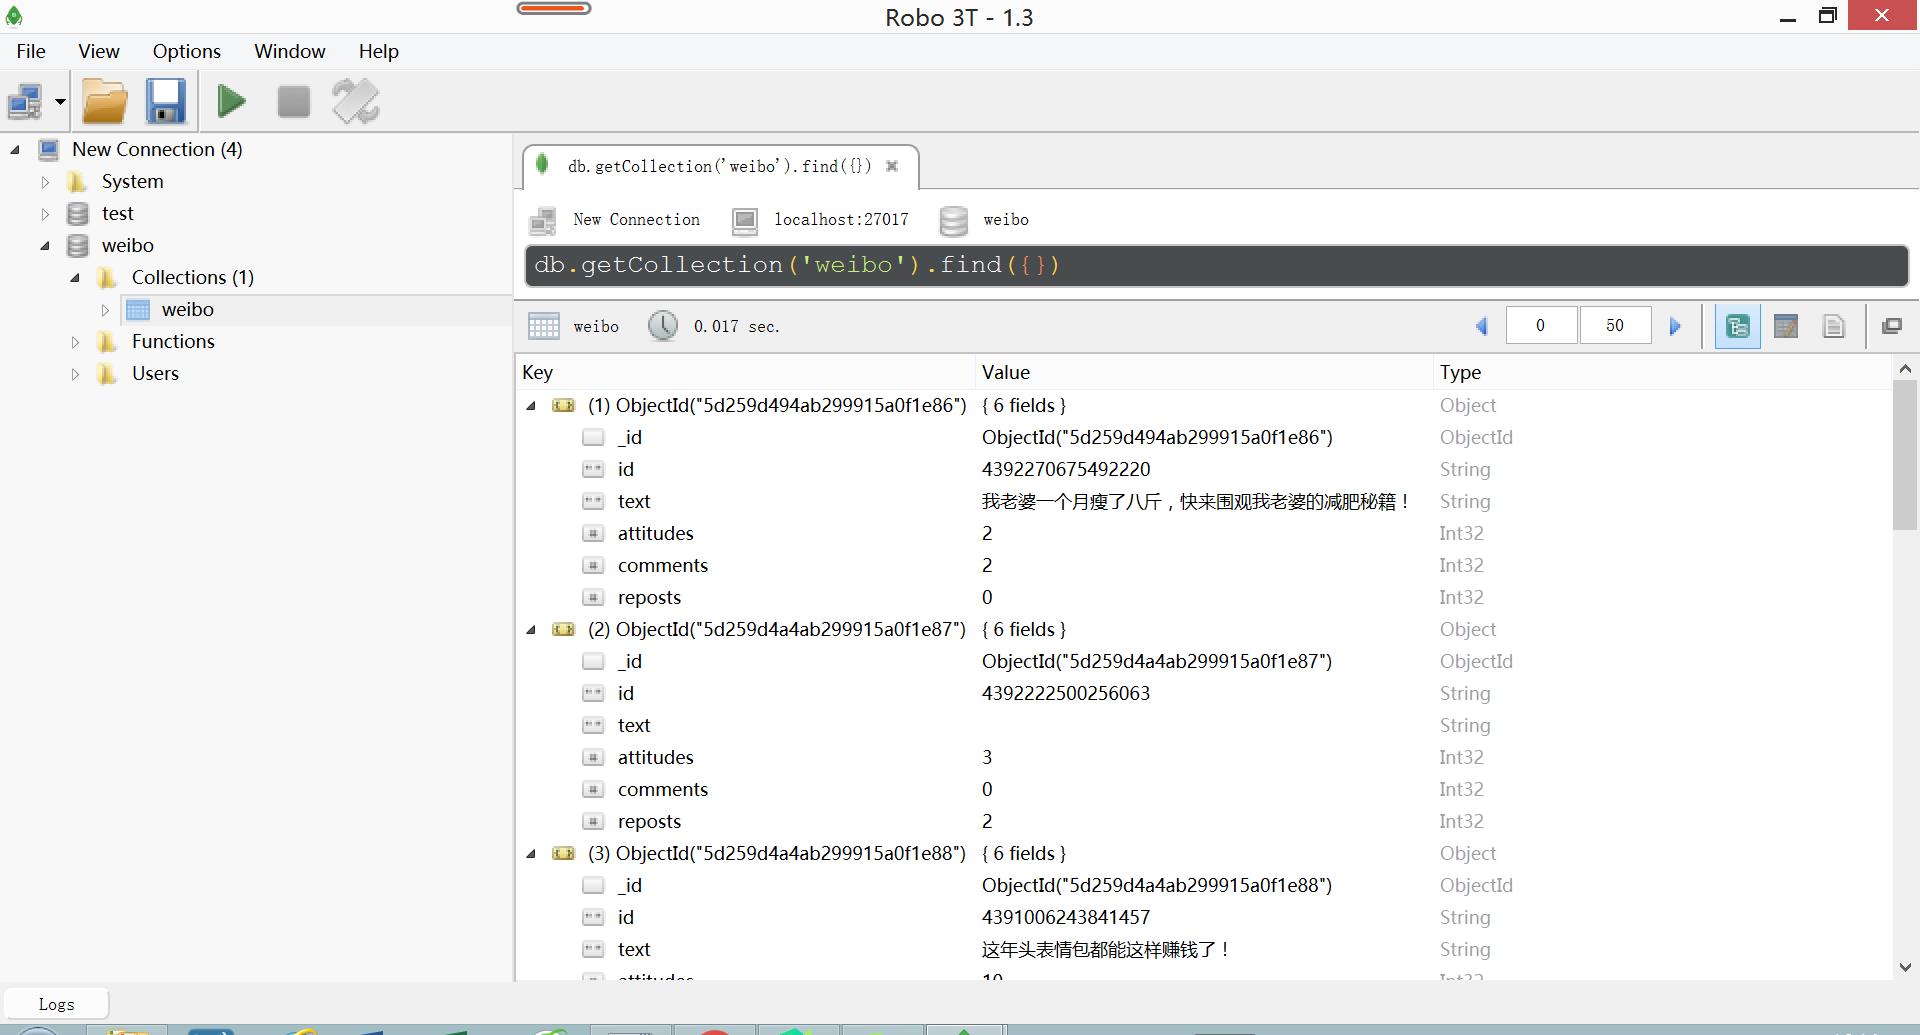 Robo 3T - 1.3
File View Options Window Help
New Connection (4)
System
test
weibo
Collections (1)
weibo
Functions
Users
db.getCollection('weibo').find({})
New Connection localhost:27017 weibo
db.getCollection('weibo').find({})
weibo 0.017 sec. 0 50
Key Value Type
(1) ObjectId("5d259d494ab299915a0f1e86") { 6 fields } Object
_id ObjectId("5d259d494ab299915a0f1e86") ObjectId
id 4392270675492220 String
text 我老婆一个月瘦了八斤，快来围观我老婆的减肥秘籍！ String
attitudes 2 Int32
comments 2 Int32
reposts 0 Int32
(2) ObjectId("5d259d4a4ab299915a0f1e87") { 6 fields } Object
_id ObjectId("5d259d4a4ab299915a0f1e87") ObjectId
id 4392222500256063 String
text String
attitudes 3 Int32
comments 0 Int32
reposts 2 Int32
(3) ObjectId("5d259d4a4ab299915a0f1e88") { 6 fields } Object
_id ObjectId("5d259d4a4ab299915a0f1e88") ObjectId
id 4391006243841457 String
text 这年头表情包都能这样赚钱了！ String
attitudes 10 Int32
Logs